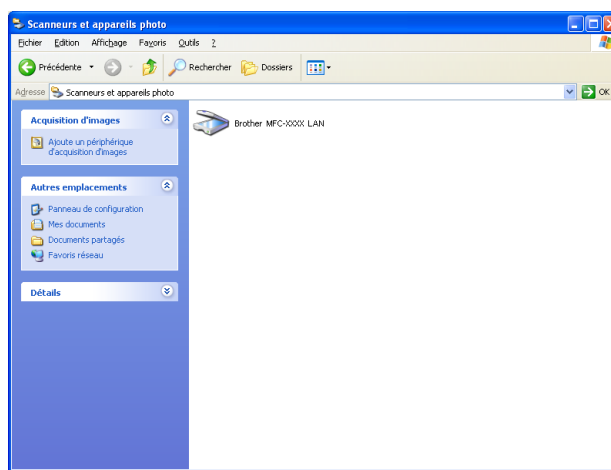 Scanneurs et appareils photo
Fichier Edition Affichage Favoris Outils ?
Précédente Rechercher Dossiers
Adresse Scanneurs et appareils photo OK
Acquisition d'images
Ajoute un périphérique
d'acquisition d'images
Autres emplacements
Panneau de configuration
Mes documents
Documents partagés
Favoris réseau
Détails
Brother MFC-XXXX LAN